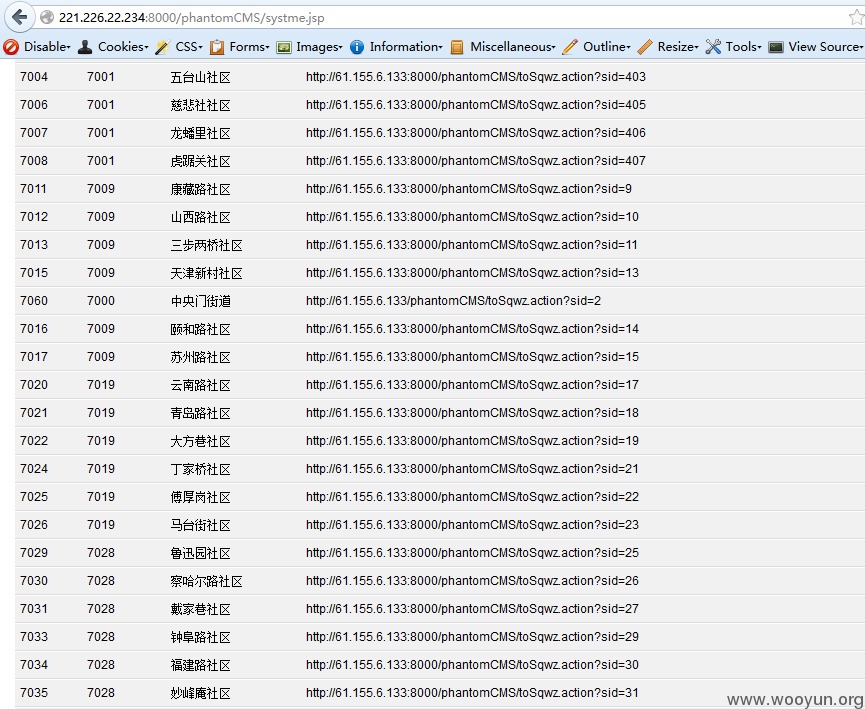 221.226.22.234:8000/phantomCMS/systme.jsp
Disable Cookies CSS Forms Images Information Miscellaneous Outline Resize Tools View Source
7004 7001 五台山社区 http://61.155.6.133:8000/phantomCMS/toSqwz.action?sid=403
7006 7001 慈悲社社区 http://61.155.6.133:8000/phantomCMS/toSqwz.action?sid=405
7007 7001 龙蟠里社区 http://61.155.6.133:8000/phantomCMS/toSqwz.action?sid=406
7008 7001 虎踞关社区 http://61.155.6.133:8000/phantomCMS/toSqwz.action?sid=407
7011 7009 康藏路社区 http://61.155.6.133:8000/phantomCMS/toSqwz.action?sid=9
7012 7009 山西路社区 http://61.155.6.133:8000/phantomCMS/toSqwz.action?sid=10
7013 7009 三步两桥社区 http://61.155.6.133:8000/phantomCMS/toSqwz.action?sid=11
7015 7009 天津新村社区 http://61.155.6.133:8000/phantomCMS/toSqwz.action?sid=13
7060 7000 中央门街道 http://61.155.6.133/phantomCMS/toSqwz.action?sid=2
7016 7009 颐和路社区 http://61.155.6.133:8000/phantomCMS/toSqwz.action?sid=14
7017 7009 苏州路社区 http://61.155.6.133:8000/phantomCMS/toSqwz.action?sid=15
7020 7019 云南路社区 http://61.155.6.133:8000/phantomCMS/toSqwz.action?sid=17
7021 7019 青岛路社区 http://61.155.6.133:8000/phantomCMS/toSqwz.action?sid=18
7022 7019 大方巷社区 http://61.155.6.133:8000/phantomCMS/toSqwz.action?sid=19
7024 7019 丁家桥社区 http://61.155.6.133:8000/phantomCMS/toSqwz.action?sid=21
7025 7019 傅厚岗社区 http://61.155.6.133:8000/phantomCMS/toSqwz.action?sid=22
7026 7019 马台街社区 http://61.155.6.133:8000/phantomCMS/toSqwz.action?sid=23
7029 7028 鲁迅园社区 http://61.155.6.133:8000/phantomCMS/toSqwz.action?sid=25
7030 7028 察哈尔路社区 http://61.155.6.133:8000/phantomCMS/toSqwz.action?sid=26
7031 7028 戴家巷社区 http://61.155.6.133:8000/phantomCMS/toSqwz.action?sid=27
7033 7028 钟阜路社区 http://61.155.6.133:8000/phantomCMS/toSqwz.action?sid=29
7034 7028 福建路社区 http://61.155.6.133:8000/phantomCMS/toSqwz.action?sid=30
7035 7028 妙峰庵社区 http://61.155.6.133:8000/phantomCMS/toSqwz.action?sid=31
www.wooyun.org